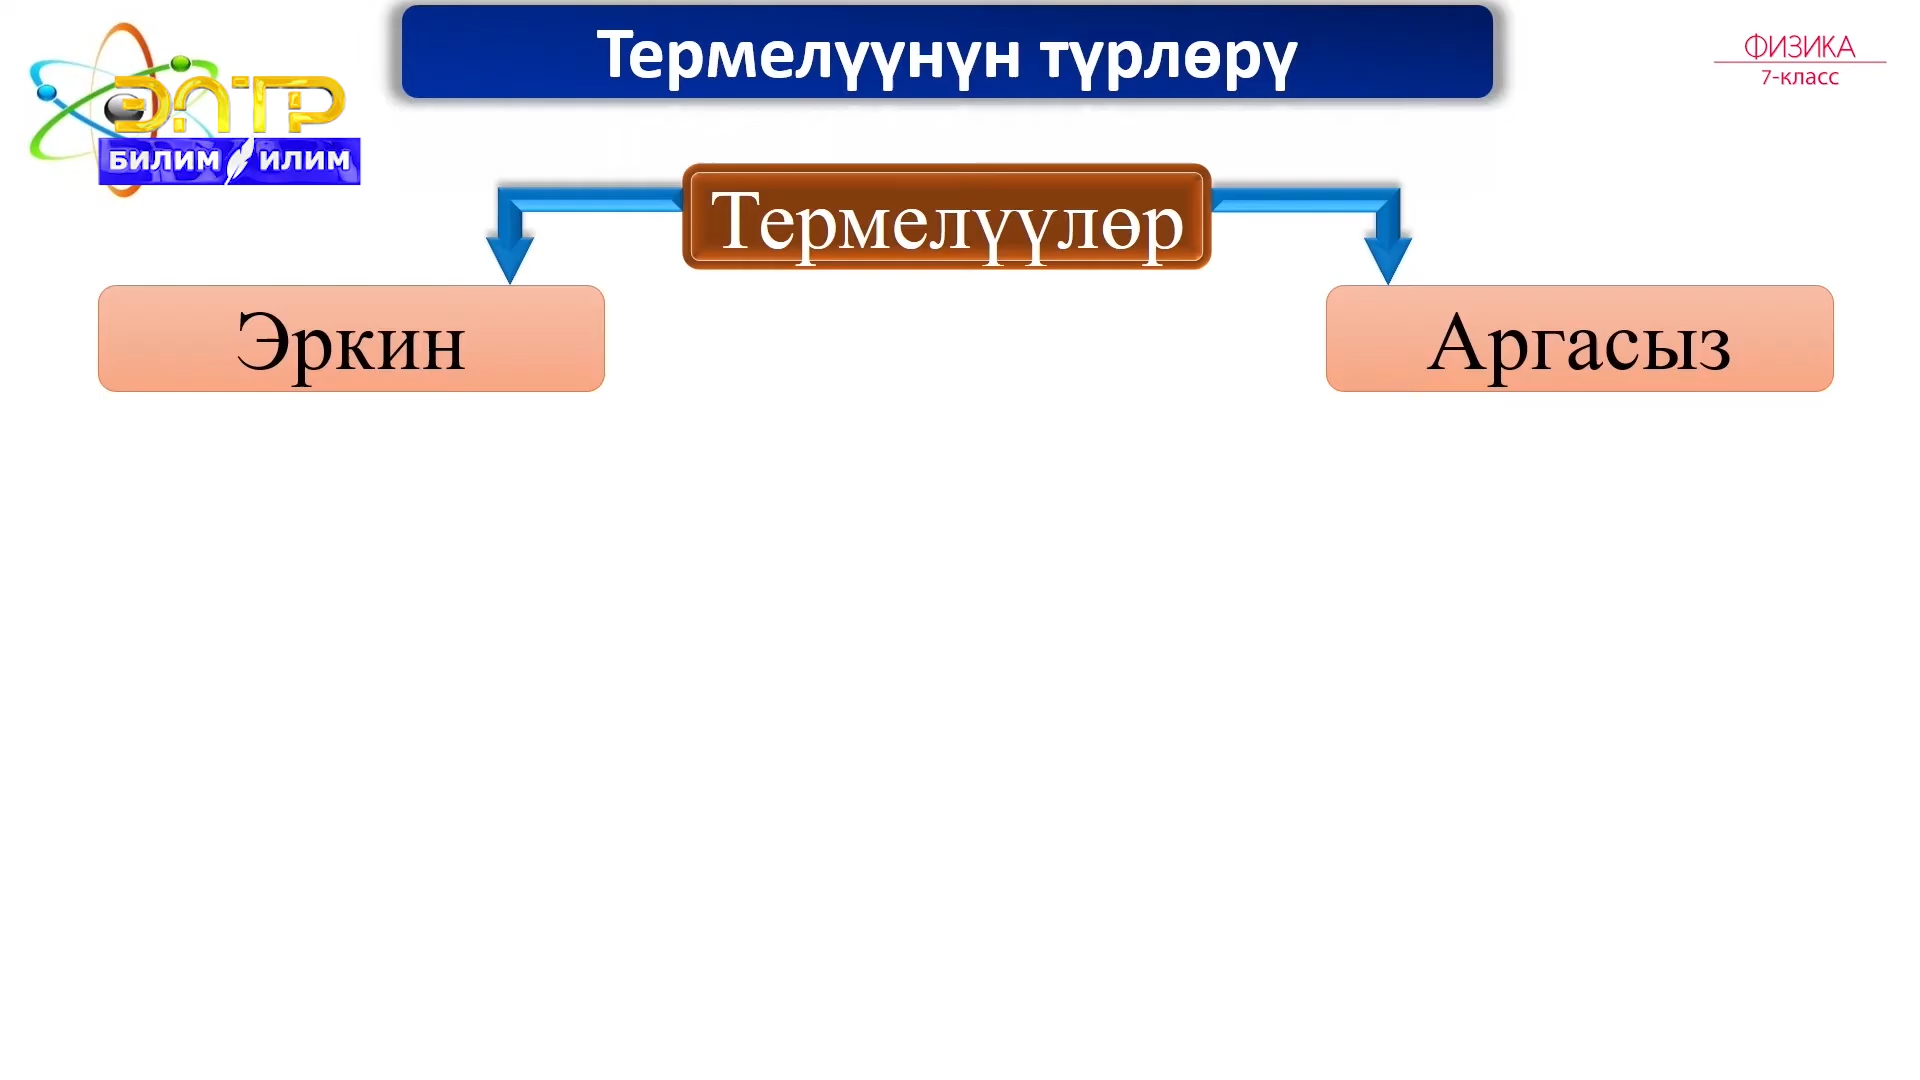 Термелүүнүн түрлөрү
ФИЗИКА
7-класс
ЭЛТР
БИЛИМ ИЛИМ
Термелүүлөр
Эркин
Аргасыз